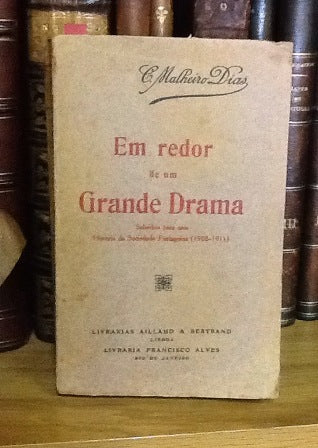 C. Malheiro Dias
Em redor
de um
Grande Drama
Subsidios para uma
Historia da Sociedade Portuguesa (1908-1911)
LIVRARIAS AILLAUD & BERTRAND
LISBOA
LIVRARIA FRANCISCO ALVES
RIO DE JANEIRO